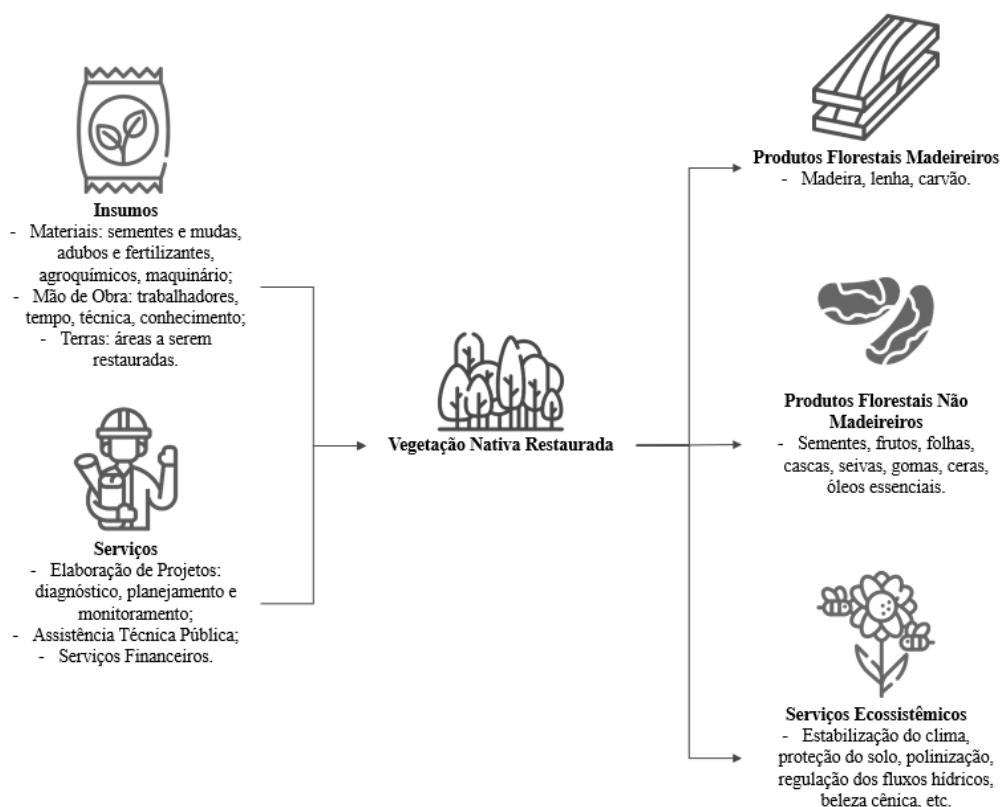 Insumos
- Materiais: sementes e mudas,
adubos e fertilizantes,
agroquímicos, maquinário;
- Mão de Obra: trabalhadores,
tempo, técnica, conhecimento;
- Terras: áreas a serem
restauradas.
Serviços
- Elaboração de Projetos:
diagnóstico, planejamento e
monitoramento;
- Assistência Técnica Pública;
- Serviços Financeiros.
Vegetação Nativa Restaurada
Produtos Florestais Madeireiros
- Madeira, lenha, carvão.
Produtos Florestais Não
Madeireiros
- Sementes, frutos, folhas,
cascas, seivas, gomas, ceras,
óleos essenciais.
Serviços Ecossistêmicos
- Estabilização do clima,
proteção do solo, polinização,
regulação dos fluxos hídricos,
beleza cênica, etc.